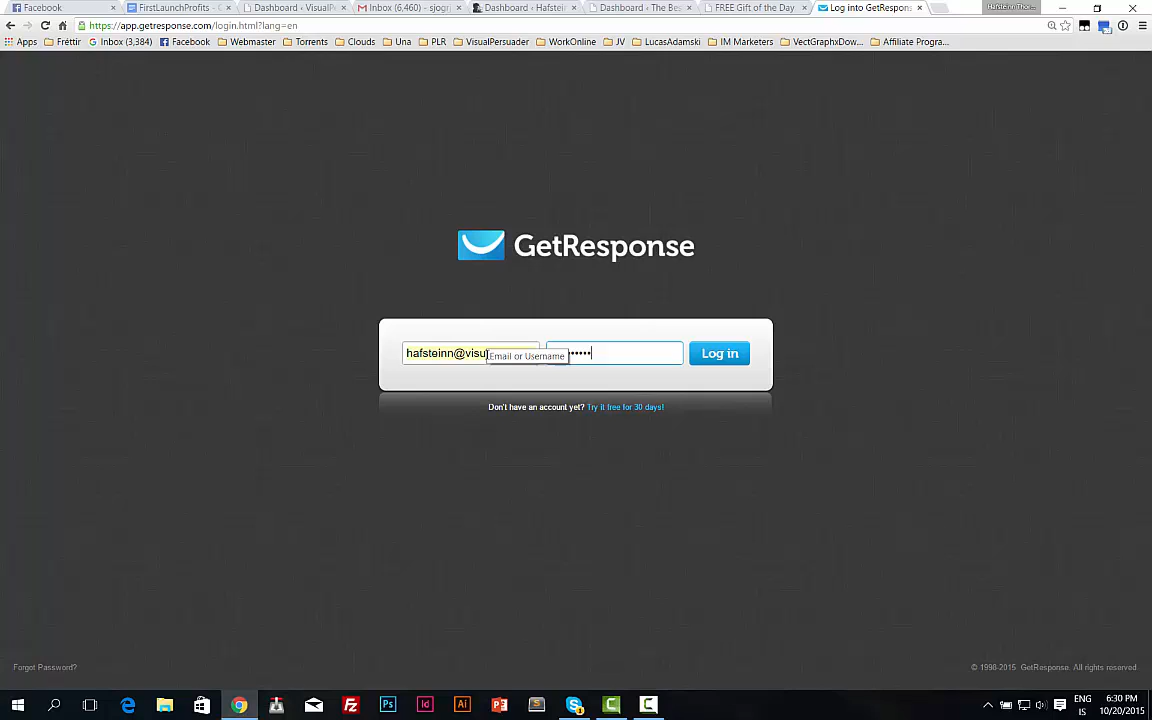 Facebook FirstLaunchProfits - G Dashboard ‹ VisualP Inbox (6,460) - sjogr Dashboard ‹ Hafstei Dashboard ‹ The Bes FREE Gift of the Day Log into GetRespons
https://app.getresponse.com/login.html?lang=en
Apps Fréttir Inbox (3,384) Facebook Webmaster Torrents Clouds Una PLR VisualPersuader WorkOnline JV LucasAdamski IM Marketers VectGraphxDow... Affiliate Progra...
GetResponse
hafsteinn@visu Email or Username •••••• Log in
Don't have an account yet? Try it free for 30 days!
Forgot Password? © 1998-2015 GetResponse. All rights reserved
ENG 6:30 PM
IS 10/20/2015